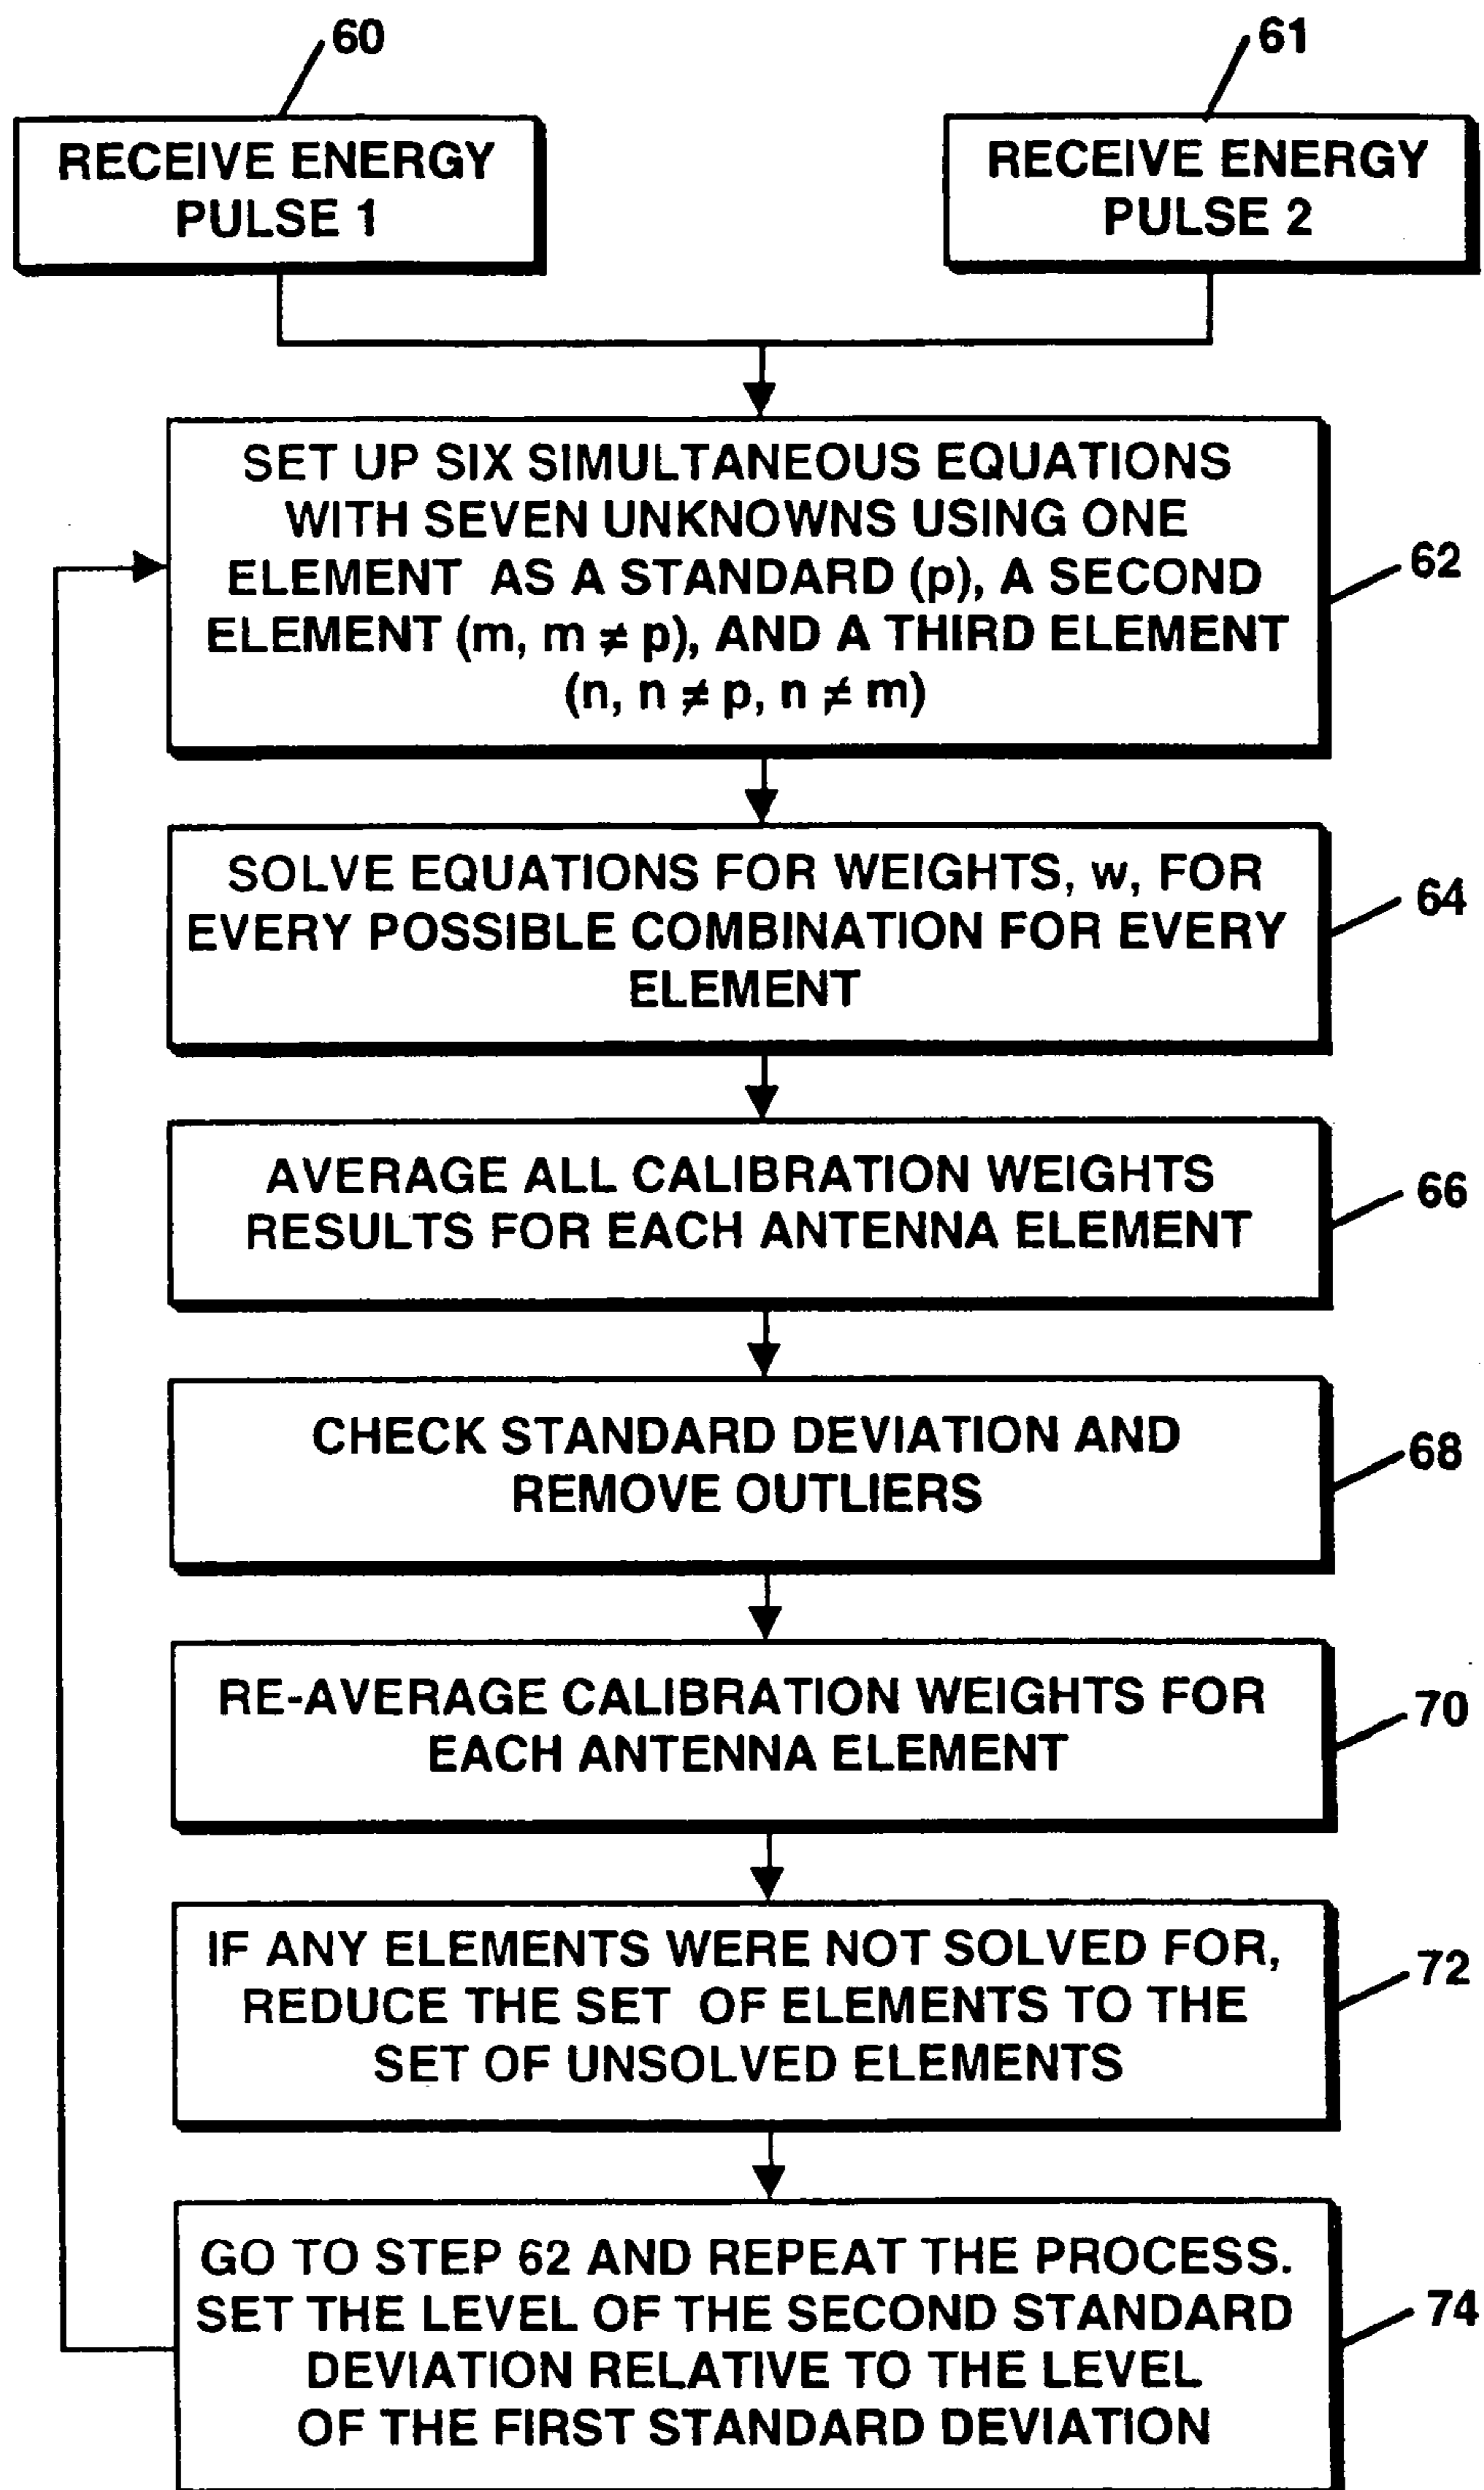 60
61
RECEIVE ENERGY
PULSE 1
RECEIVE ENERGY
PULSE 2
SET UP SIX SIMULTANEOUS EQUATIONS
WITH SEVEN UNKNOWNS USING ONE
ELEMENT AS A STANDARD (p), A SECOND
ELEMENT (m, m ≠ p), AND A THIRD ELEMENT
(n, n ≠ p, n ≠ m)
62
SOLVE EQUATIONS FOR WEIGHTS, w, FOR
EVERY POSSIBLE COMBINATION FOR EVERY
ELEMENT
64
AVERAGE ALL CALIBRATION WEIGHTS
RESULTS FOR EACH ANTENNA ELEMENT
66
CHECK STANDARD DEVIATION AND
REMOVE OUTLIERS
68
RE-AVERAGE CALIBRATION WEIGHTS FOR
EACH ANTENNA ELEMENT
70
IF ANY ELEMENTS WERE NOT SOLVED FOR,
REDUCE THE SET OF ELEMENTS TO THE
SET OF UNSOLVED ELEMENTS
72
GO TO STEP 62 AND REPEAT THE PROCESS.
SET THE LEVEL OF THE SECOND STANDARD
DEVIATION RELATIVE TO THE LEVEL
OF THE FIRST STANDARD DEVIATION
74